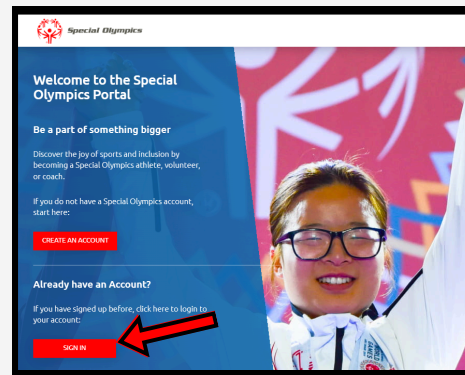 Special Olympics
Welcome to the Special
Olympics Portal
Be a part of something bigger
Discover the joy of sports and inclusion by
becoming a Special Olympics athlete, volunteer,
or coach.
If you do not have a Special Olympics account,
start here:
CREATE AN ACCOUNT
Already have an Account?
If you have signed up before, click here to login to
your account:
SIGN IN